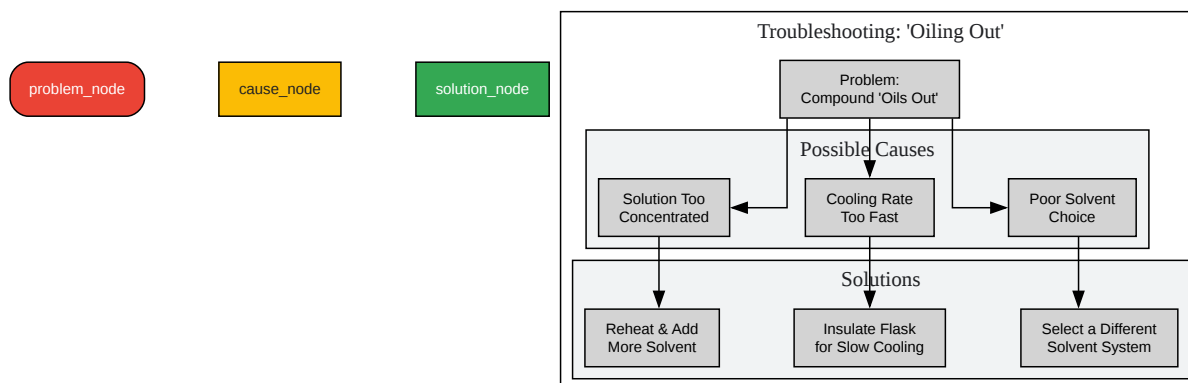 problem_node
cause_node
solution_node
Troubleshooting: 'Oiling Out'
Problem:
Compound 'Oils Out'
Possible Causes
Solution Too
Concentrated
Cooling Rate
Too Fast
Poor Solvent
Choice
Solutions
Reheat & Add
More Solvent
Insulate Flask
for Slow Cooling
Select a Different
Solvent System